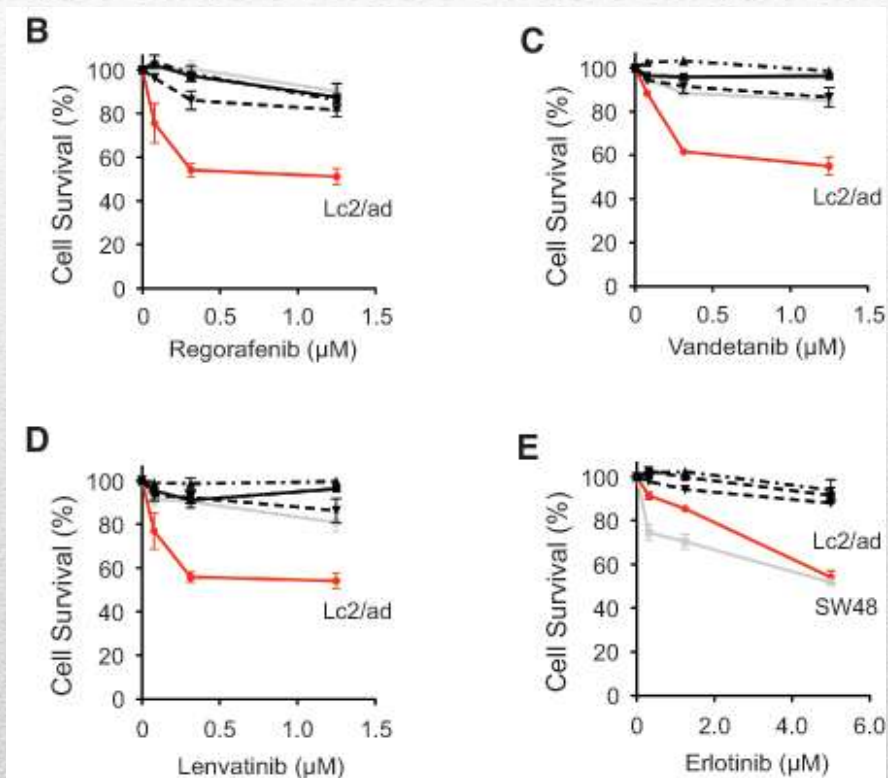 B
Cell Survival (%)
100
80
60
40
20
0
Lc2/ad
0 0.5 1.0 1.5
Regorafenib (µM)
C
Cell Survival (%)
100
80
60
40
20
0
Lc2/ad
0 0.5 1.0 1.5
Vandetanib (µM)
D
Cell Survival (%)
100
80
60
40
20
0
Lc2/ad
0 0.5 1.0 1.5
Lenvatinib (µM)
E
Cell Survival (%)
100
80
60
40
20
0
Lc2/ad
SW48
0 2.0 4.0 6.0
Erlotinib (µM)